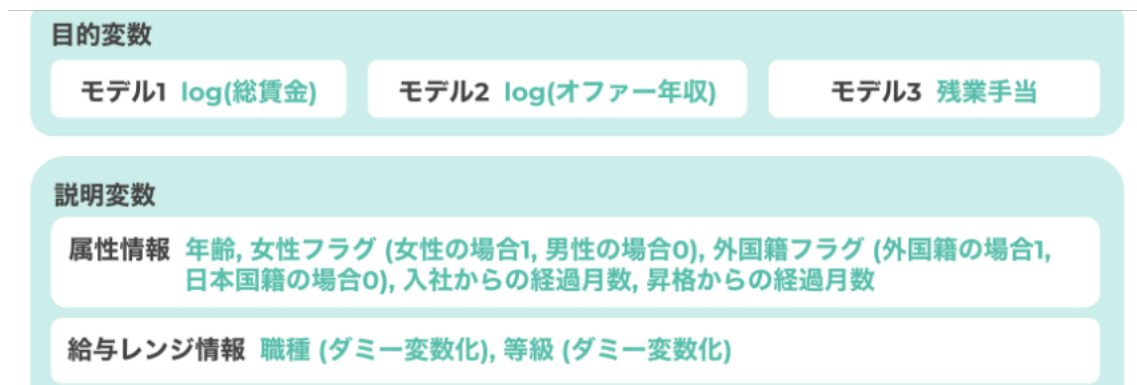 目的変数
モデル1 log(総賃金)
モデル2 log(オファー年収)
モデル3 残業手当
説明変数
属性情報 年齢, 女性フラグ (女性の場合1, 男性の場合0), 外国籍フラグ (外国籍の場合1,
日本国籍の場合0), 入社からの経過月数, 昇格からの経過月数
給与レンジ情報 職種 (ダミー変数化), 等級 (ダミー変数化)